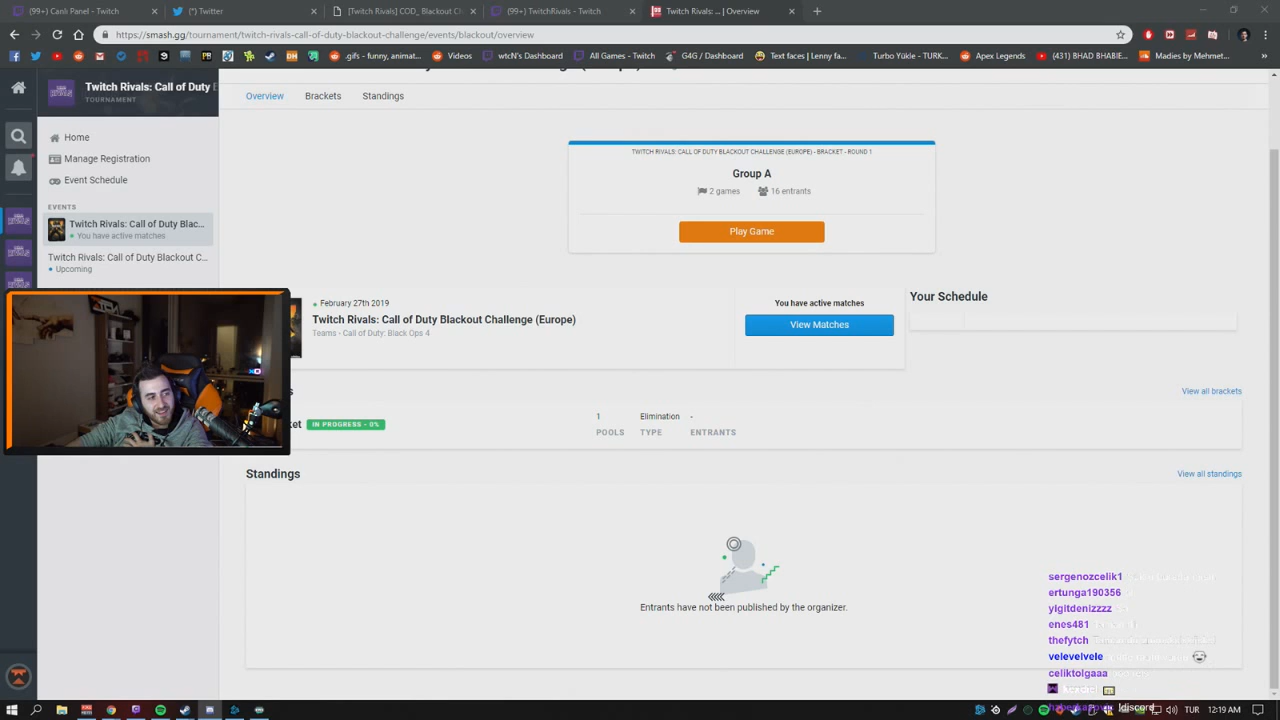 (99+) Canlı Panel - Twitch
(*) Twitter
[Twitch Rivals] COD_ Blackout Ch
(99+) TwitchRivals - Twitch
Twitch Rivals: ... | Overview
https://smash.gg/tournament/twitch-rivals-call-of-duty-blackout-challenge/events/blackout/overview
.gifs - funny, animat...
Videos
wtcN's Dashboard
All Games - Twitch
G4G / Dashboard
Text faces | Lenny fa...
Turbo Yükle - TURK...
Apex Legends
(431) BHAD BHABIE...
Madies by Mehmet...
Twitch Rivals: Call of Duty
TOURNAMENT
Overview
Brackets
Standings
Home
Manage Registration
Event Schedule
EVENTS
Twitch Rivals: Call of Duty Blac...
You have active matches
Twitch Rivals: Call of Duty Blackout C...
Upcoming
TWITCH RIVALS: CALL OF DUTY BLACKOUT CHALLENGE (EUROPE) - BRACKET - ROUND 1
Group A
2 games
16 entrants
Play Game
February 27th 2019
Twitch Rivals: Call of Duty Blackout Challenge (Europe)
Teams - Call of Duty: Black Ops 4
You have active matches
View Matches
Your Schedule
View all brackets
IN PROGRESS - 0%
1
Elimination
-
POOLS
TYPE
ENTRANTS
Standings
View all standings
Entrants have not been published by the organizer.
sergenozcelik1
ertunga190356
yigitdenizzzz
enes481
thefytch
velevelvele
celiktolgaaa
!discord
TUR
12:19 AM